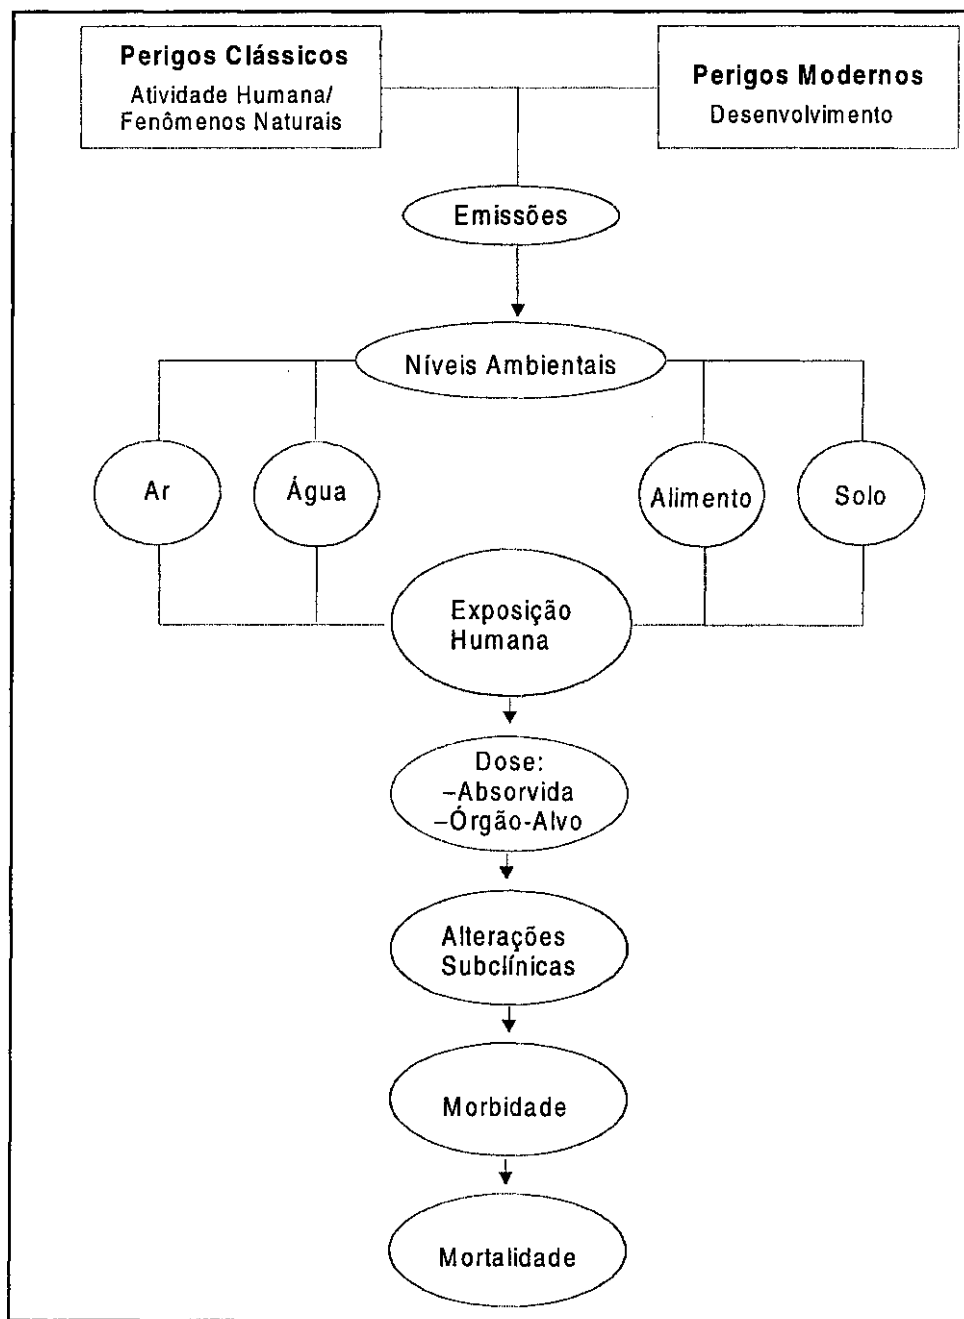 Perigos Clássicos
Atividade Humana/
Fenômenos Naturais
Perigos Modernos
Desenvolvimento
Emissões
Níveis Ambientais
Ar
Água
Alimento
Solo
Exposição
Humana
Dose:
–Absorvida
–Órgão-Alvo
Alterações
Subclínicas
Morbidade
Mortalidade